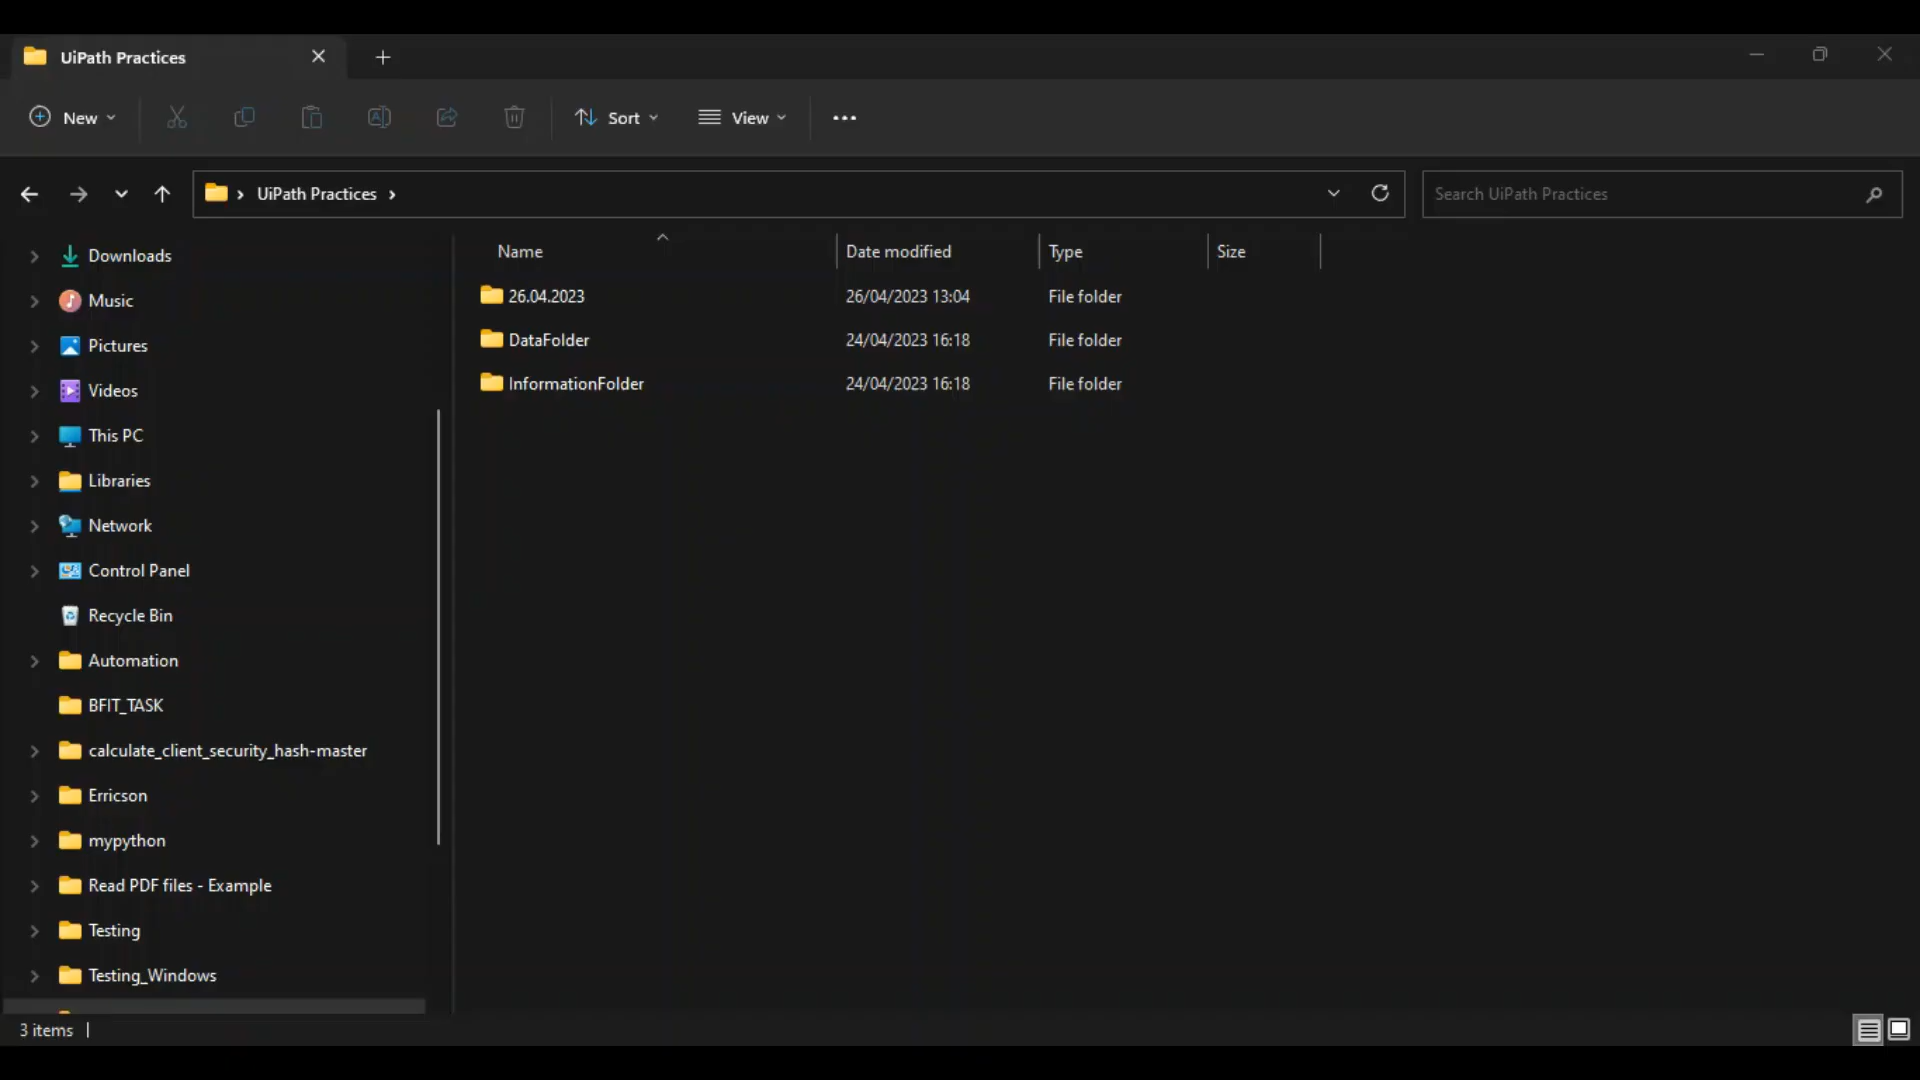 UiPath Practices
New
Sort
View
UiPath Practices
Search UiPath Practices
Name Date modified Type Size
26.04.2023 26/04/2023 13:04 File folder
DataFolder 24/04/2023 16:18 File folder
InformationFolder 24/04/2023 16:18 File folder
Downloads
Music
Pictures
Videos
This PC
Libraries
Network
Control Panel
Recycle Bin
Automation
BFIT_TASK
calculate_client_security_hash-master
Erricson
mypython
Read PDF files - Example
Testing
Testing_Windows
3 items